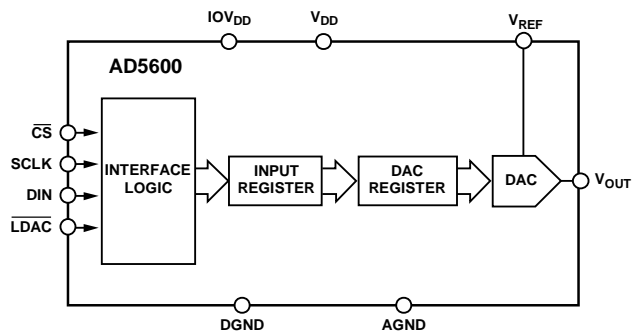 IOVDD
VDD
VREF
AD5600
CS
SCLK
DIN
LDAC
INTERFACE
LOGIC
INPUT
REGISTER
DAC
REGISTER
DAC
VOUT
DGND
AGND